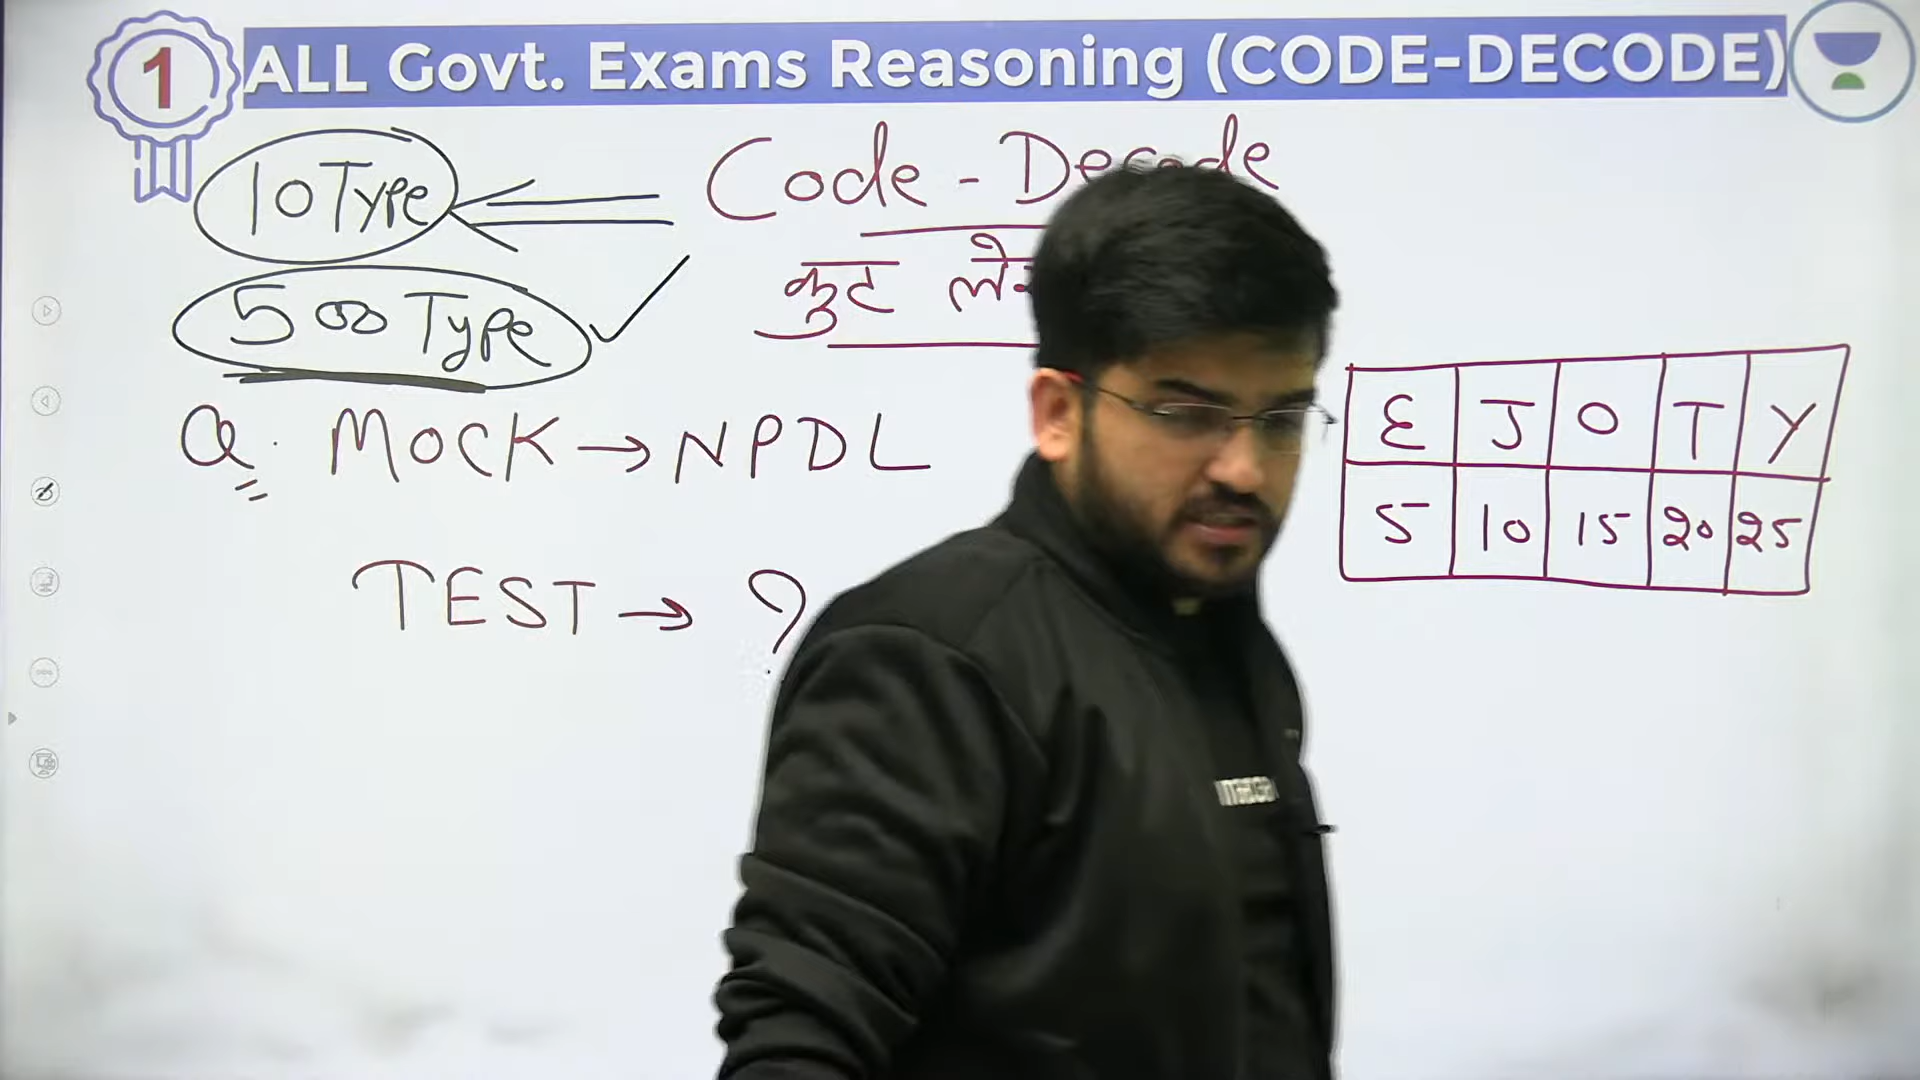 1
ALL Govt. Exams Reasoning (CODE-DECODE)
10 Type
Code - Decode
कुट
500 Type
Q. MOCK → NPDL
TEST → ?
E J O T Y
5 10 15 20 25